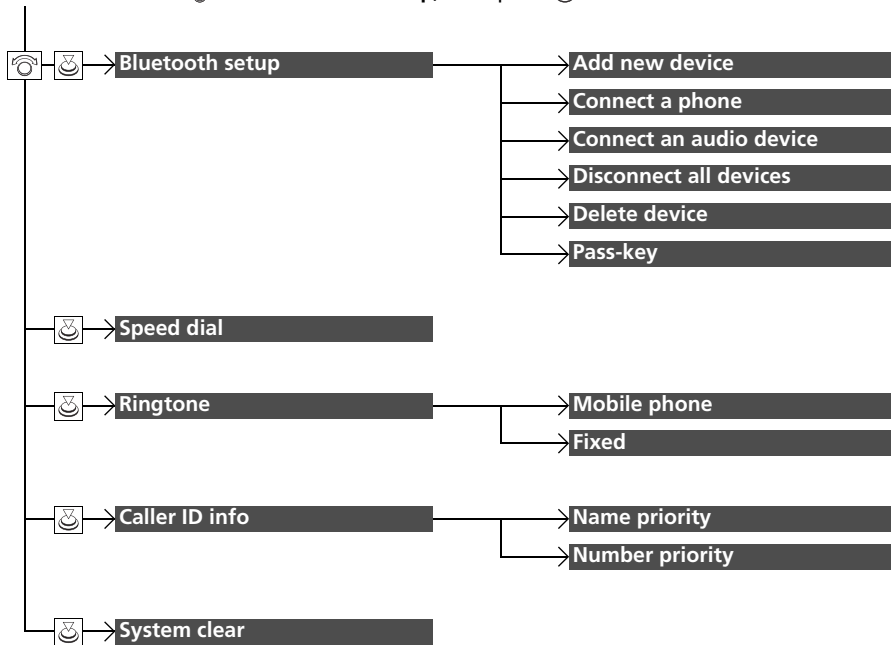 Bluetooth setup
Add new device
Connect a phone
Connect an audio device
Disconnect all devices
Delete device
Pass-key
Speed dial
Ringtone
Mobile phone
Fixed
Caller ID info
Name priority
Number priority
System clear